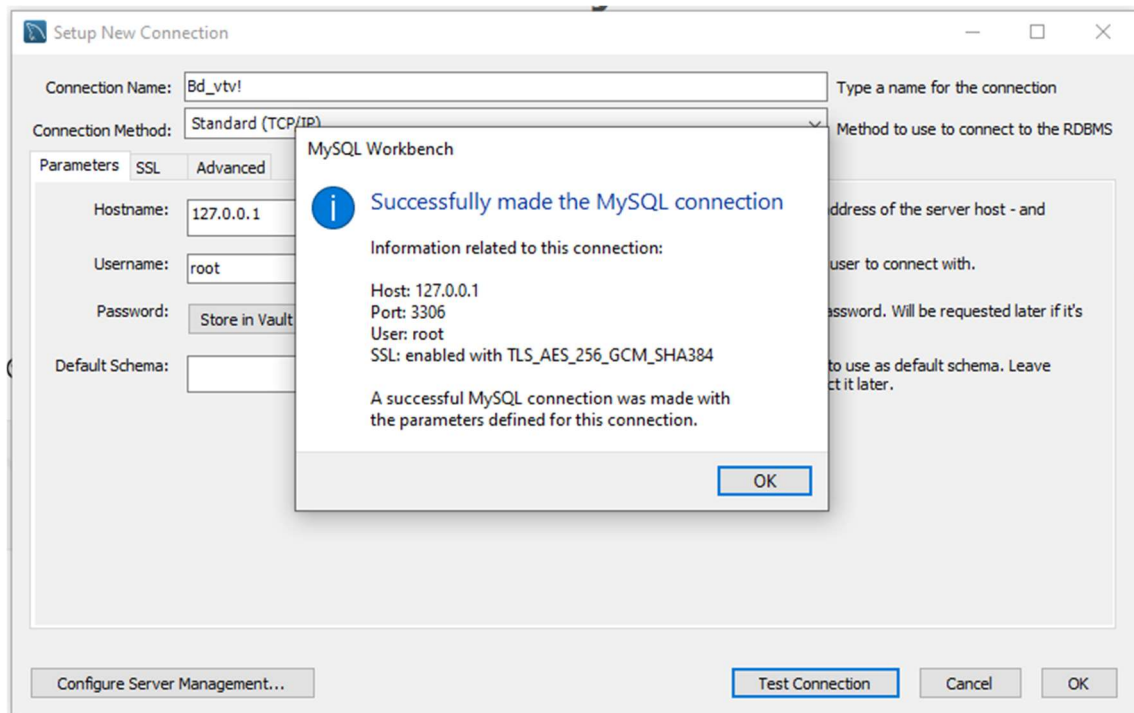 Setup New Connection
Connection Name: Bd_vtv! Type a name for the connection
Connection Method: Standard (TCP/IP) Method to use to connect to the RDBMS
Parameters SSL Advanced
Hostname: 127.0.0.1 address of the server host - and
Username: root user to connect with.
Password: Store in Vault password. Will be requested later if it's
Default Schema: to use as default schema. Leave
it later.
MySQL Workbench
Successfully made the MySQL connection
Information related to this connection:
Host: 127.0.0.1
Port: 3306
User: root
SSL: enabled with TLS_AES_256_GCM_SHA384
A successful MySQL connection was made with
the parameters defined for this connection.
OK
Configure Server Management... Test Connection Cancel OK